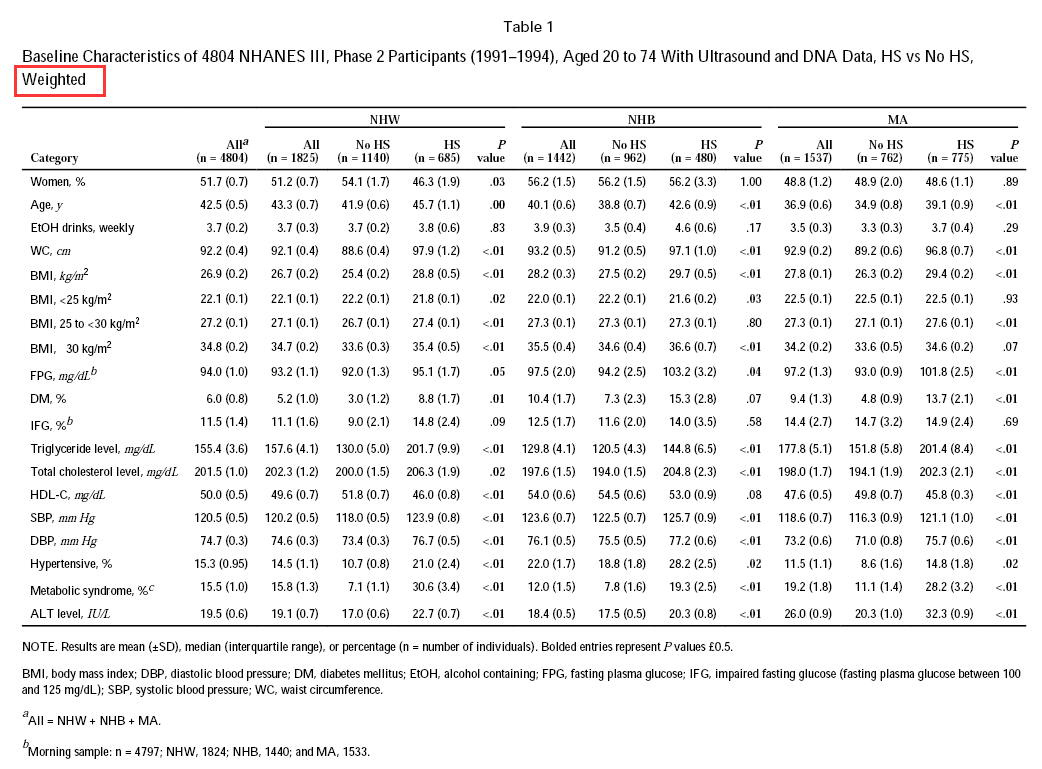 Table 1
Baseline Characteristics of 4804 NHANES III, Phase 2 Participants (1991–1994), Aged 20 to 74 With Ultrasound and DNA Data, HS vs No HS,
Weighted
NHW NHB MA
Category Allᵃ (n = 4804) All (n = 1825) No HS (n = 1140) HS (n = 685) P value All (n = 1442) No HS (n = 962) HS (n = 480) P value All (n = 1537) No HS (n = 762) HS (n = 775) P value
Women, % 51.7 (0.7) 51.2 (0.7) 54.1 (1.7) 46.3 (1.9) .03 56.2 (1.5) 56.2 (1.5) 56.2 (3.3) 1.00 48.8 (1.2) 48.9 (2.0) 48.6 (1.1) .89
Age, y 42.5 (0.5) 43.3 (0.7) 41.9 (0.6) 45.7 (1.1) .00 40.1 (0.6) 38.8 (0.7) 42.6 (0.9) <.01 36.9 (0.6) 34.9 (0.8) 39.1 (0.9) <.01
EtOH drinks, weekly 3.7 (0.2) 3.7 (0.3) 3.7 (0.2) 3.8 (0.6) .83 3.9 (0.3) 3.5 (0.4) 4.6 (0.6) .17 3.5 (0.3) 3.3 (0.3) 3.7 (0.4) .29
WC, cm 92.2 (0.4) 92.1 (0.4) 88.6 (0.4) 97.9 (1.2) <.01 93.2 (0.5) 91.2 (0.5) 97.1 (1.0) <.01 92.9 (0.2) 89.2 (0.6) 96.8 (0.7) <.01
BMI, kg/m² 26.9 (0.2) 26.7 (0.2) 25.4 (0.2) 28.8 (0.5) <.01 28.2 (0.3) 27.5 (0.2) 29.7 (0.5) <.01 27.8 (0.1) 26.3 (0.2) 29.4 (0.2) <.01
BMI, <25 kg/m² 22.1 (0.1) 22.1 (0.1) 22.2 (0.1) 21.8 (0.1) .02 22.0 (0.1) 22.2 (0.1) 21.6 (0.2) .03 22.5 (0.1) 22.5 (0.1) 22.5 (0.1) .93
BMI, 25 to <30 kg/m² 27.2 (0.1) 27.1 (0.1) 26.7 (0.1) 27.4 (0.1) <.01 27.3 (0.1) 27.3 (0.1) 27.3 (0.1) .80 27.3 (0.1) 27.1 (0.1) 27.6 (0.1) <.01
BMI, 30 kg/m² 34.8 (0.2) 34.7 (0.2) 33.6 (0.3) 35.4 (0.5) <.01 35.5 (0.4) 34.6 (0.4) 36.6 (0.7) <.01 34.2 (0.2) 33.6 (0.5) 34.6 (0.2) .07
FPG, mg/dLᵇ 94.0 (1.0) 93.2 (1.1) 92.0 (1.3) 95.1 (1.7) .05 97.5 (2.0) 94.2 (2.5) 103.2 (3.2) .04 97.2 (1.3) 93.0 (0.9) 101.8 (2.5) <.01
DM, % 6.0 (0.8) 5.2 (1.0) 3.0 (1.2) 8.8 (1.7) .01 10.4 (1.7) 7.3 (2.3) 15.3 (2.8) .07 9.4 (1.3) 4.8 (0.9) 13.7 (2.1) <.01
IFG, %ᵇ 11.5 (1.4) 11.1 (1.6) 9.0 (2.1) 14.8 (2.4) .09 12.5 (1.7) 11.6 (2.0) 14.0 (3.5) .58 14.4 (2.7) 14.7 (3.2) 14.9 (2.4) .69
Triglyceride level, mg/dL 155.4 (3.6) 157.6 (4.1) 130.0 (5.0) 201.7 (9.9) <.01 129.8 (4.1) 120.5 (4.3) 144.8 (6.5) <.01 177.8 (5.1) 151.8 (5.8) 201.4 (8.4) <.01
Total cholesterol level, mg/dL 201.5 (1.0) 202.3 (1.2) 200.0 (1.5) 206.3 (1.9) .02 197.6 (1.5) 194.0 (1.5) 204.8 (2.3) <.01 198.0 (1.7) 194.1 (1.9) 202.3 (2.1) <.01
HDL-C, mg/dL 50.0 (0.5) 49.6 (0.7) 51.8 (0.7) 46.0 (0.8) <.01 54.0 (0.6) 54.5 (0.6) 53.0 (0.9) .08 47.6 (0.5) 49.8 (0.7) 45.8 (0.3) <.01
SBP, mm Hg 120.5 (0.5) 120.2 (0.5) 118.0 (0.5) 123.9 (0.8) <.01 123.6 (0.7) 122.5 (0.7) 125.7 (0.9) <.01 118.6 (0.7) 116.3 (0.9) 121.1 (1.0) <.01
DBP, mm Hg 74.7 (0.3) 74.6 (0.3) 73.4 (0.3) 76.7 (0.5) <.01 76.1 (0.5) 75.5 (0.5) 77.2 (0.6) <.01 73.2 (0.6) 71.0 (0.8) 75.7 (0.6) <.01
Hypertensive, % 15.3 (0.95) 14.5 (1.1) 10.7 (0.8) 21.0 (2.4) <.01 22.0 (1.7) 18.8 (1.8) 28.2 (2.5) .02 11.5 (1.1) 8.6 (1.6) 14.8 (1.8) .02
Metabolic syndrome, %ᶜ 15.5 (1.0) 15.8 (1.3) 7.1 (1.1) 30.6 (3.4) <.01 12.0 (1.5) 7.8 (1.6) 19.3 (2.5) <.01 19.2 (1.8) 11.1 (1.4) 28.2 (3.2) <.01
ALT level, IU/L 19.5 (0.6) 19.1 (0.7) 17.0 (0.6) 22.7 (0.7) <.01 18.4 (0.5) 17.5 (0.5) 20.3 (0.8) <.01 26.0 (0.9) 20.3 (1.0) 32.3 (0.9) <.01
NOTE. Results are mean (±SD), median (interquartile range), or percentage (n = number of individuals). Bolded entries represent P values £0.5.
BMI, body mass index; DBP, diastolic blood pressure; DM, diabetes mellitus; EtOH, alcohol containing; FPG, fasting plasma glucose; IFG, impaired fasting glucose (fasting plasma glucose between 100
and 125 mg/dL); SBP, systolic blood pressure; WC, waist circumference.
ᵃAll = NHW + NHB + MA.
ᵇMorning sample: n = 4797; NHW, 1824; NHB, 1440; and MA, 1533.